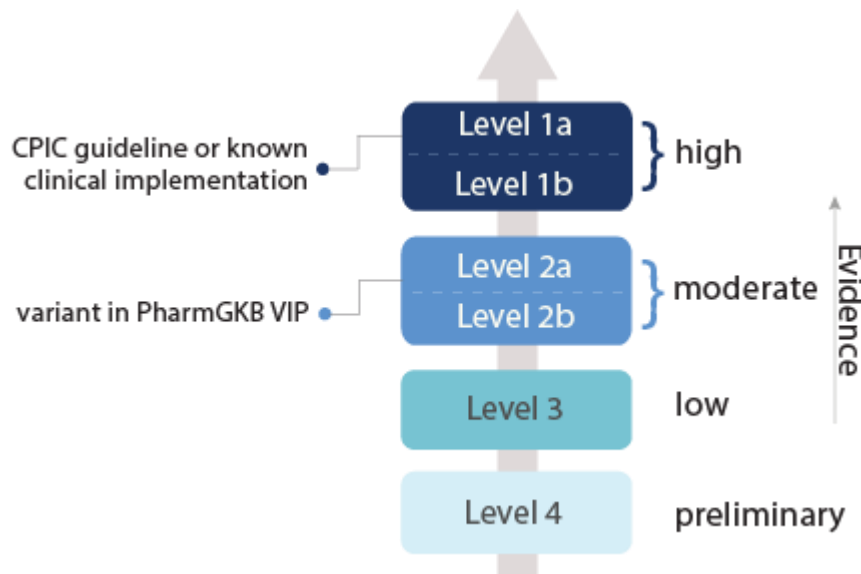 Level 1a
CPIC guideline or known
clinical implementation
high
Level 1b
Level 2a
variant in PharmGKB VIP
moderate
Level 2b
Evidence
Level 3
low
Level 4
preliminary